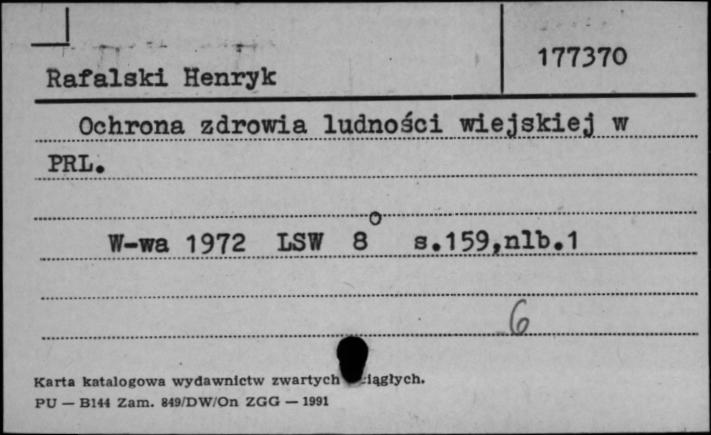 177370
Rafalski Henryk
Ochrona zdrowia ludności wiejskiej w
PRL.
W-wa 1972 LSW 8° s.159,nlb.1
6
Karta katalogowa wydawnictw zwartych
PU — B144 Zam. 849/DW/On ZGG — 1991